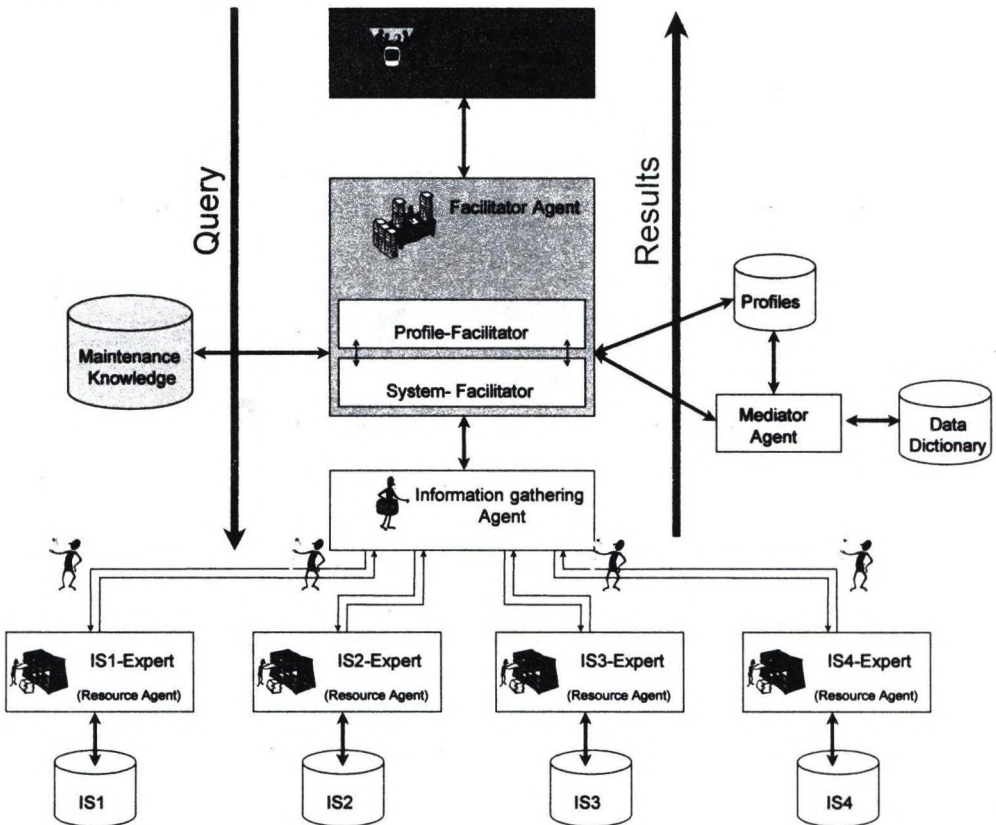 Query
Results
Facilitator Agent
Profile-Facilitator
System- Facilitator
Maintenance
Knowledge
Profiles
Mediator
Agent
Data
Dictionary
Information gathering
Agent
IS1-Expert
(Resource Agent)
IS2-Expert
(Resource Agent)
IS3-Expert
(Resource Agent)
IS4-Expert
(Resource Agent)
IS1
IS2
IS3
IS4